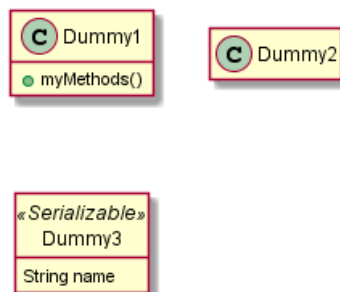 C Dummy1
myMethods()
C Dummy2
«Serializable»
Dummy3
String name